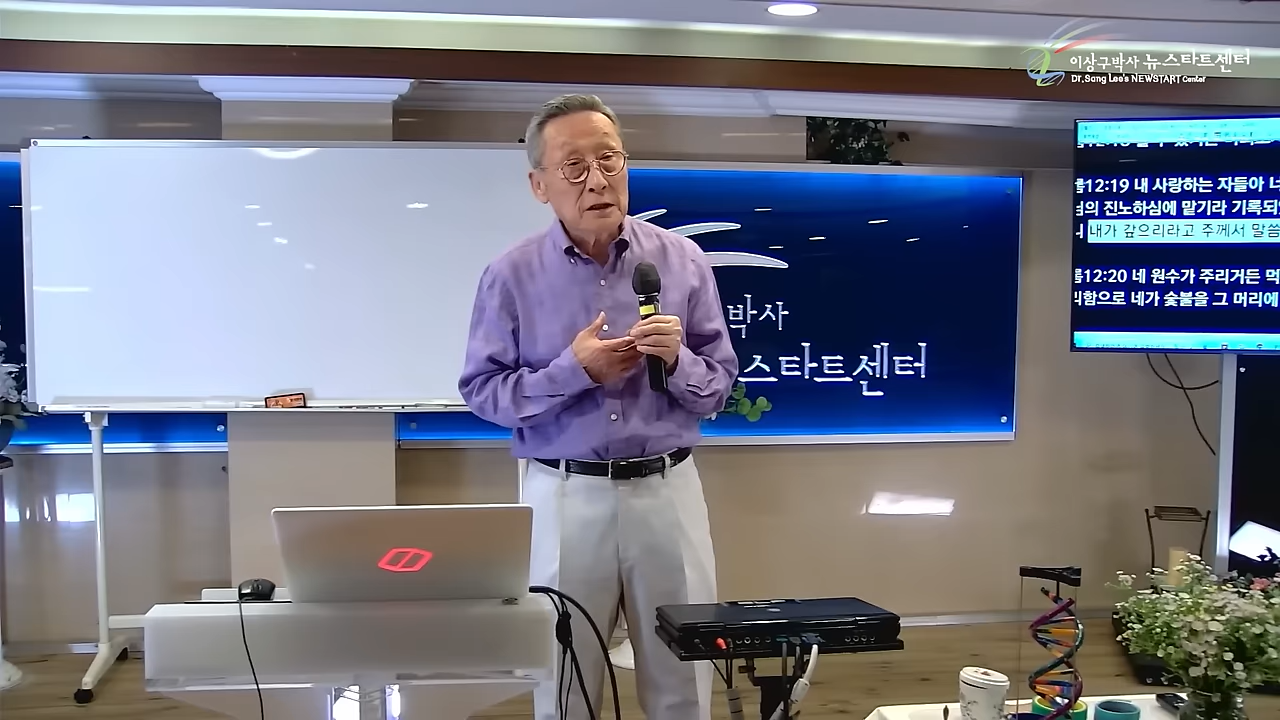 이상구박사 뉴스타트센터
Dr.Sang Lee's NEWSTART Center
롬12:19 내 사랑하는 자들아 너
의 진노하심에 맡기라 기록되었
내가 갚으리라고 주께서 말씀
롬12:20 네 원수가 주리거든 먹
함으로 네가 숯불을 그 머리에
박사
스타트센터